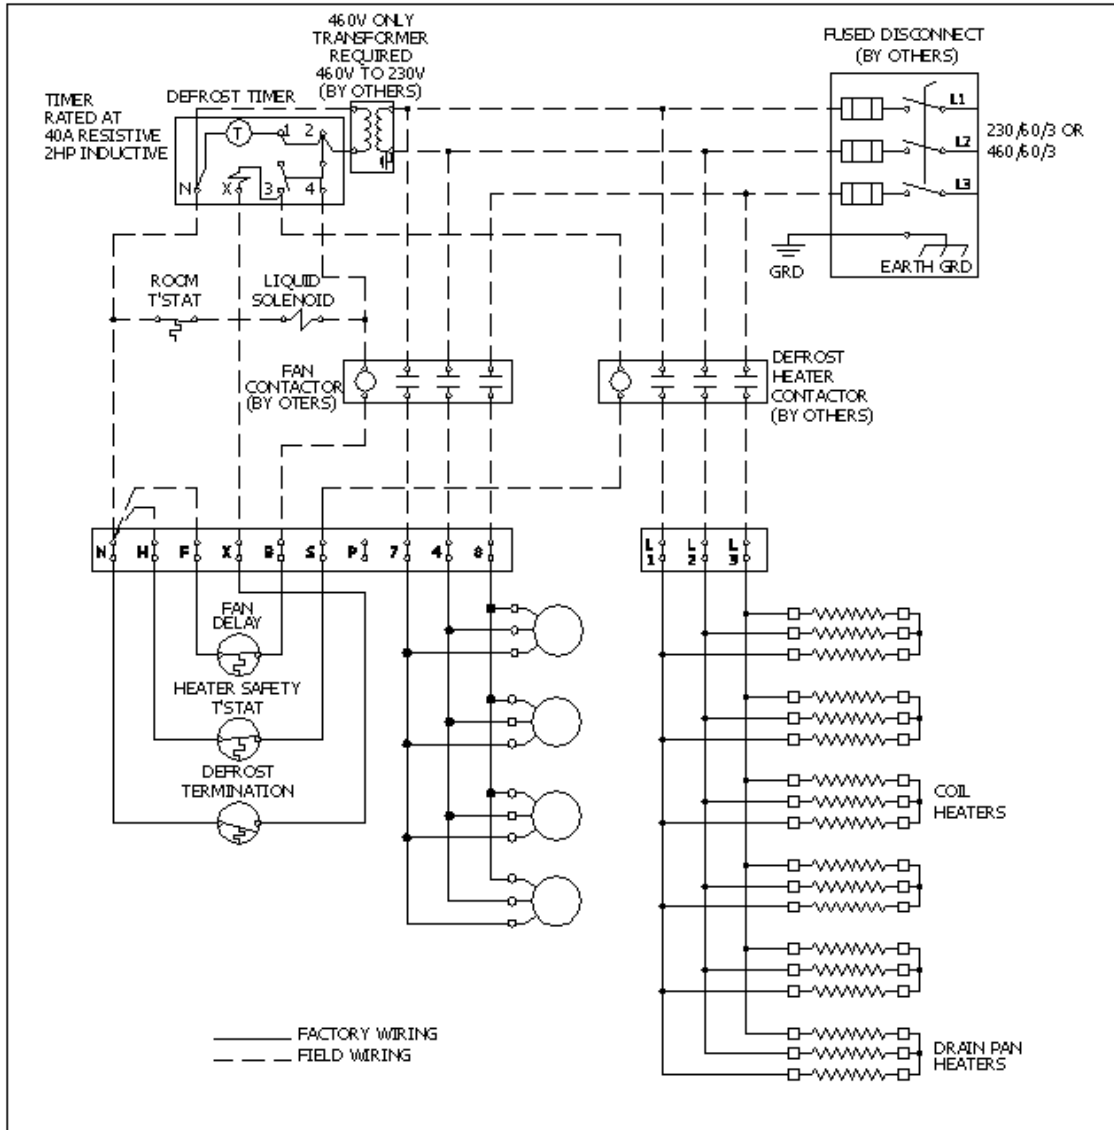 460V ONLY
TRANSFORMER
REQUIRED
460V TO 230V
(BY OTHERS)
FUSED DISCONNECT
(BY OTHERS)
TIMER
RATED AT
40A RESISTIVE
2HP INDUCTIVE
DEFROST TIMER
T
1
2
N
X
3
4
L1
L2
L3
230/60/3 OR
460/60/3
GRD
EARTH GRD
ROOM
T'STAT
LIQUID
SOLENOID
FAN
CONTACTOR
(BY OTERS)
DEFROST
HEATER
CONTACTOR
(BY OTHERS)
N H F X B S P 7 4 8
L1 L2 L3
FAN
DELAY
HEATER SAFETY
T'STAT
DEFROST
TERMINATION
COIL
HEATERS
DRAIN PAN
HEATERS
FACTORY WIRING
FIELD WIRING